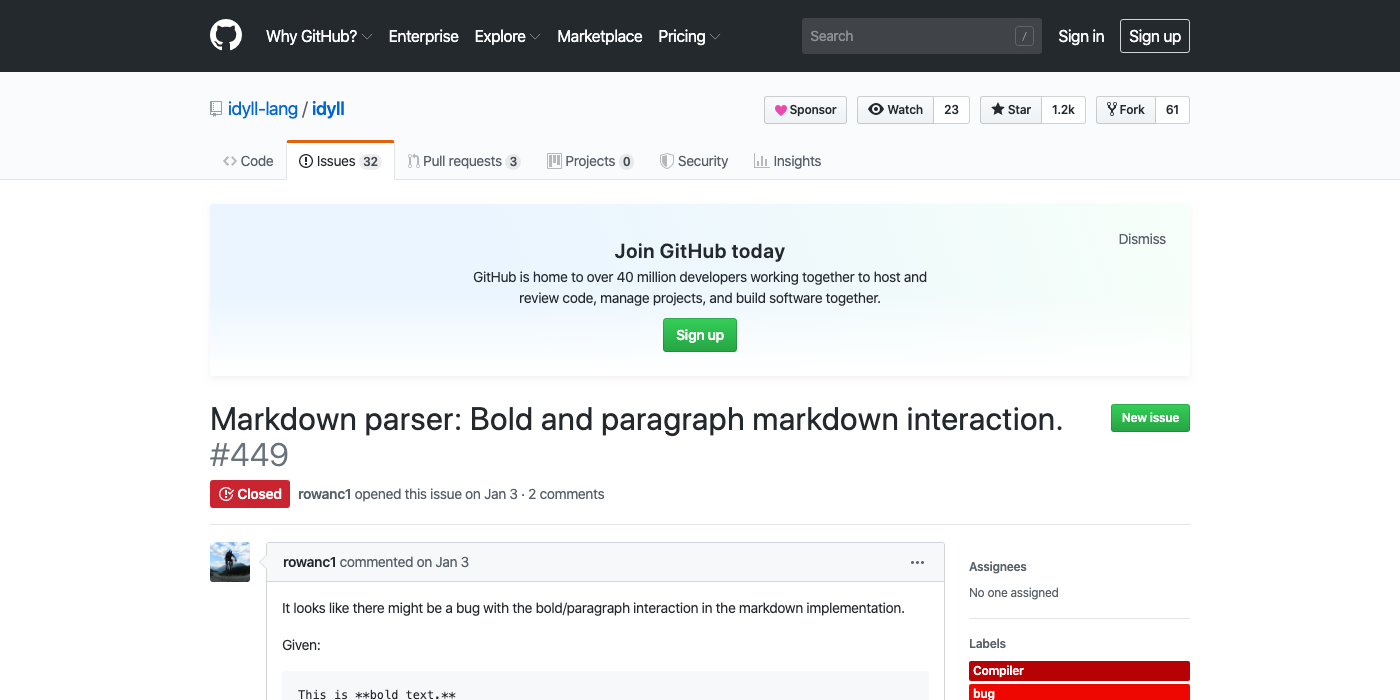 Why GitHub? Enterprise Explore Marketplace Pricing Search / Sign in Sign up
idyll-lang / idyll Sponsor Watch 23 Star 1.2k Fork 61
Code Issues 32 Pull requests 3 Projects 0 Security Insights
Dismiss
Join GitHub today
GitHub is home to over 40 million developers working together to host and
review code, manage projects, and build software together.
Sign up
Markdown parser: Bold and paragraph markdown interaction.
#449
New issue
Closed rowanc1 opened this issue on Jan 3 · 2 comments
rowanc1 commented on Jan 3
It looks like there might be a bug with the bold/paragraph interaction in the markdown implementation.
Given:
This is **bold text.**
Assignees
No one assigned
Labels
Compiler
bug